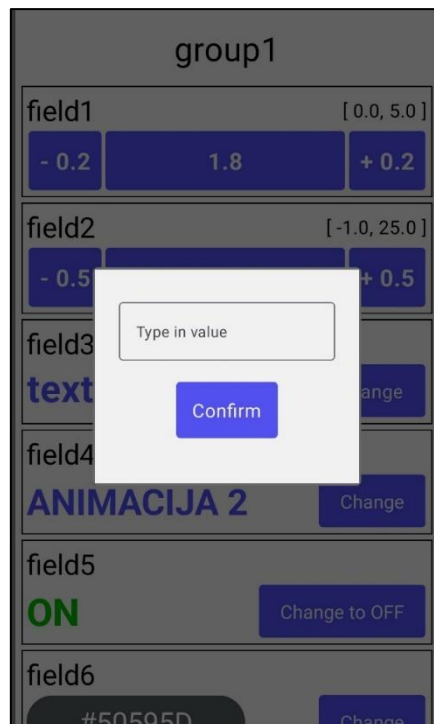 group1
field1 [ 0.0, 5.0 ]
- 0.2 1.8 + 0.2
field2 [ -1.0, 25.0 ]
- 0.5 + 0.5
Type in value
field3
text ange
Confirm
field4
ANIMACIJA 2 Change
field5
ON Change to OFF
field6
#50595D Change